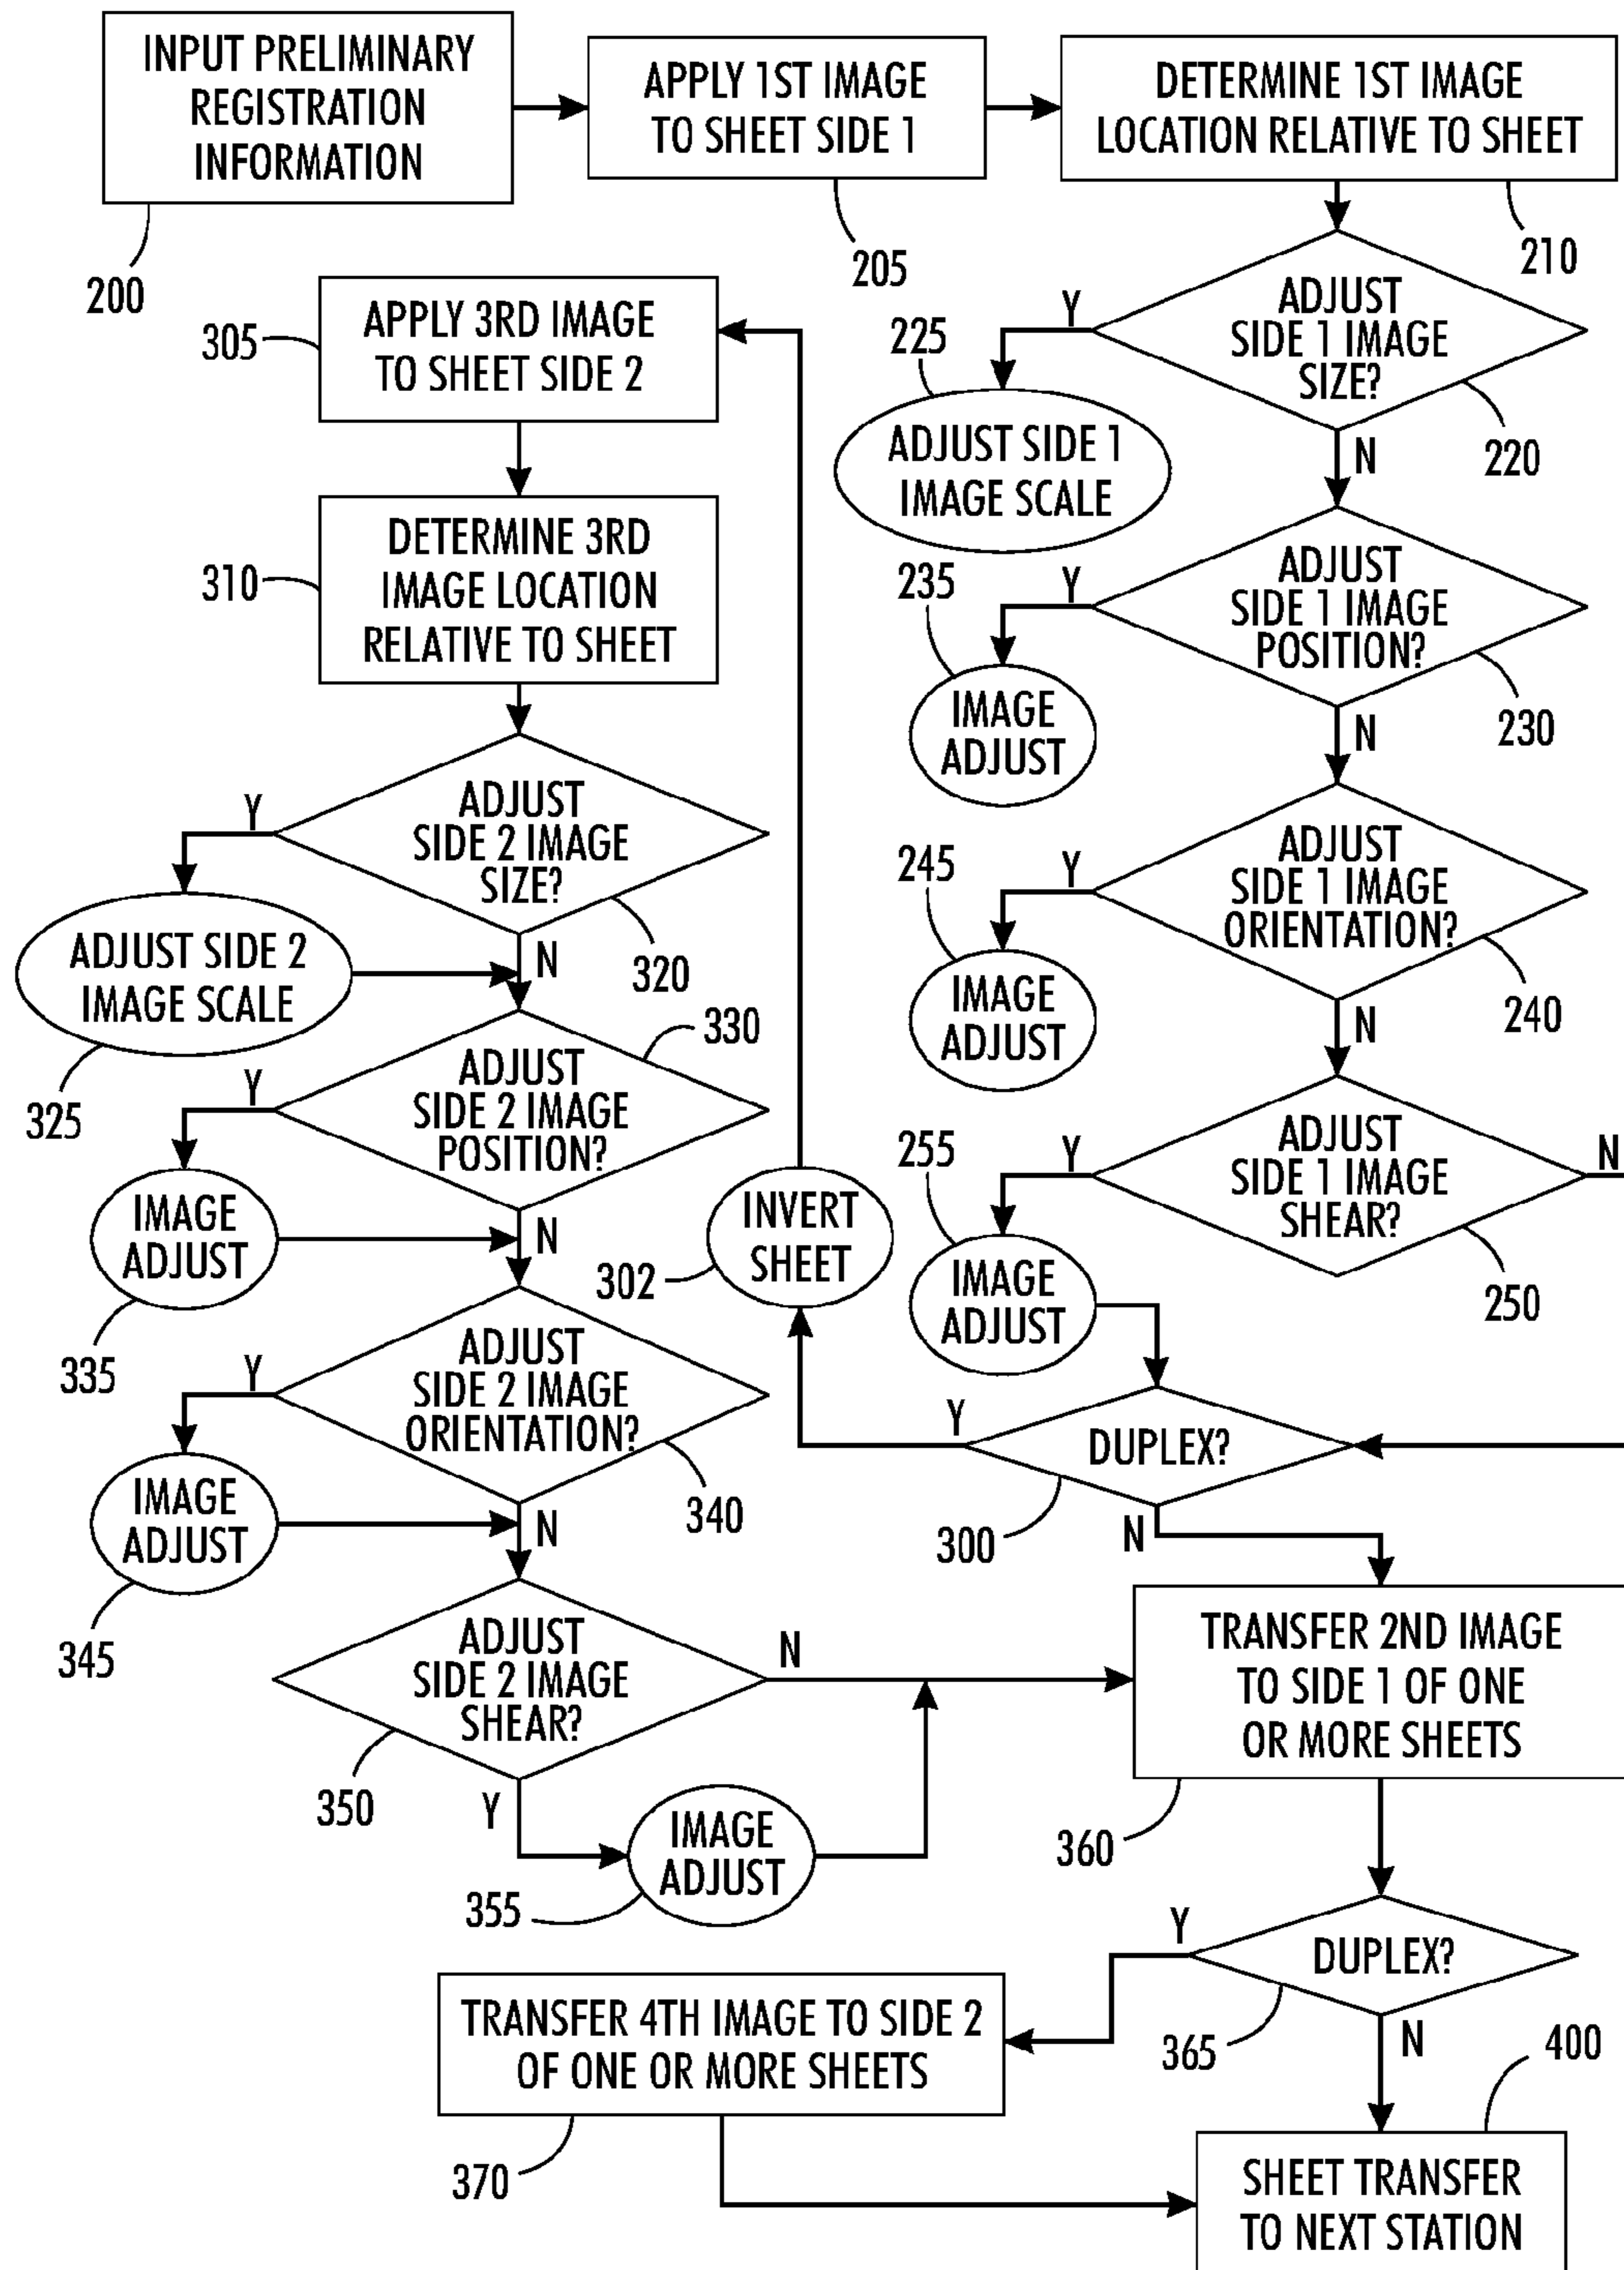 INPUT PRELIMINARY
REGISTRATION
INFORMATION
200
APPLY 1ST IMAGE
TO SHEET SIDE 1
205
DETERMINE 1ST IMAGE
LOCATION RELATIVE TO SHEET
210
ADJUST
SIDE 1 IMAGE
SIZE?
220
Y
N
225
ADJUST SIDE 1
IMAGE SCALE
ADJUST
SIDE 1 IMAGE
POSITION?
230
Y
N
235
IMAGE
ADJUST
ADJUST
SIDE 1 IMAGE
ORIENTATION?
240
Y
N
245
IMAGE
ADJUST
ADJUST
SIDE 1 IMAGE
SHEAR?
250
Y
N
255
IMAGE
ADJUST
DUPLEX?
300
Y
N
INVERT
SHEET
302
305
APPLY 3RD IMAGE
TO SHEET SIDE 2
310
DETERMINE 3RD
IMAGE LOCATION
RELATIVE TO SHEET
ADJUST
SIDE 2 IMAGE
SIZE?
320
Y
N
ADJUST SIDE 2
IMAGE SCALE
325
330
ADJUST
SIDE 2 IMAGE
POSITION?
Y
N
IMAGE
ADJUST
335
ADJUST
SIDE 2 IMAGE
ORIENTATION?
340
Y
N
IMAGE
ADJUST
345
ADJUST
SIDE 2 IMAGE
SHEAR?
350
N
Y
IMAGE
ADJUST
355
TRANSFER 2ND IMAGE
TO SIDE 1 OF ONE
OR MORE SHEETS
360
DUPLEX?
365
Y
N
TRANSFER 4TH IMAGE TO SIDE 2
OF ONE OR MORE SHEETS
370
400
SHEET TRANSFER
TO NEXT STATION